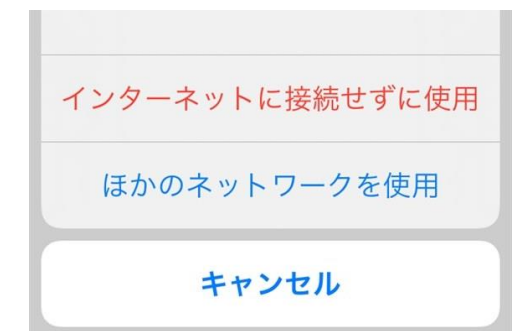 インターネットに接続せずに使用
ほかのネットワークを使用
キャンセル